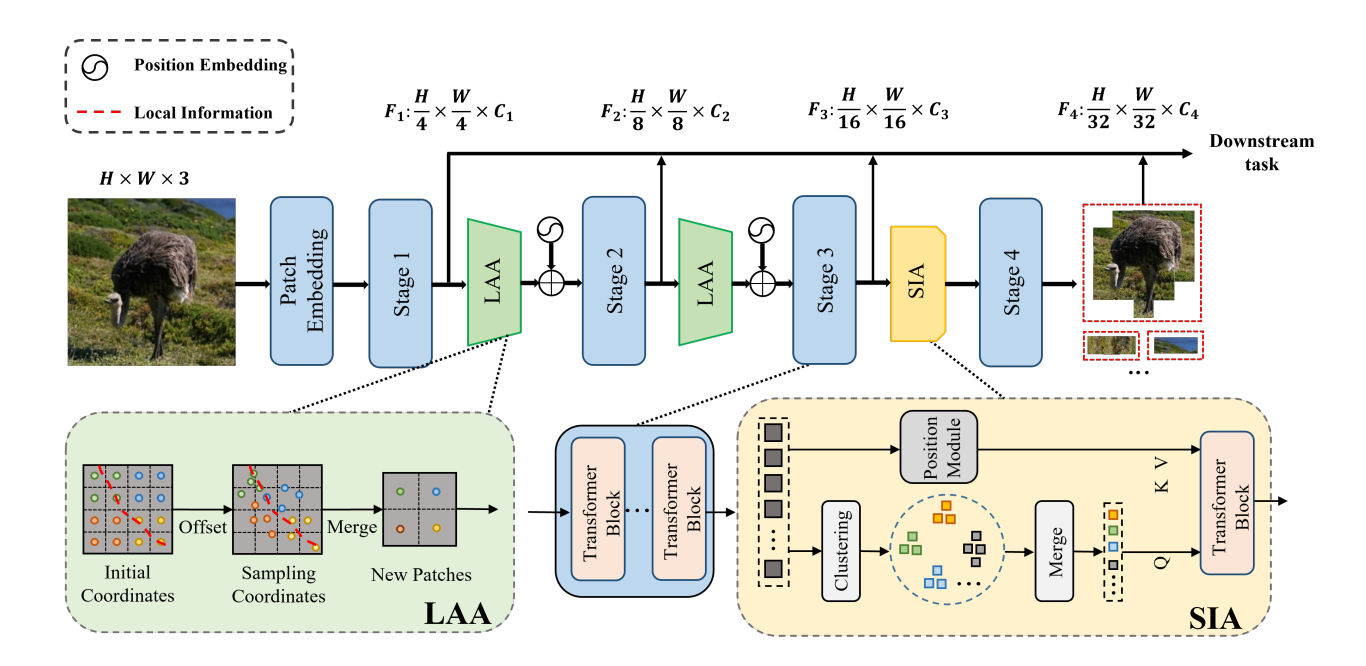 Position Embedding
Local Information
F₁: H/4 × W/4 × C₁
F₂: H/8 × W/8 × C₂
F₃: H/16 × W/16 × C₃
F₄: H/32 × W/32 × C₄
Downstream
task
H × W × 3
Patch
Embedding
Stage 1
LAA
Stage 2
LAA
Stage 3
SIA
Stage 4
...
Offset
Merge
Initial
Coordinates
Sampling
Coordinates
New Patches
LAA
Transformer
Block
...
Transformer
Block
Position
Module
K V
Clustering
...
Merge
Q
Transformer
Block
SIA